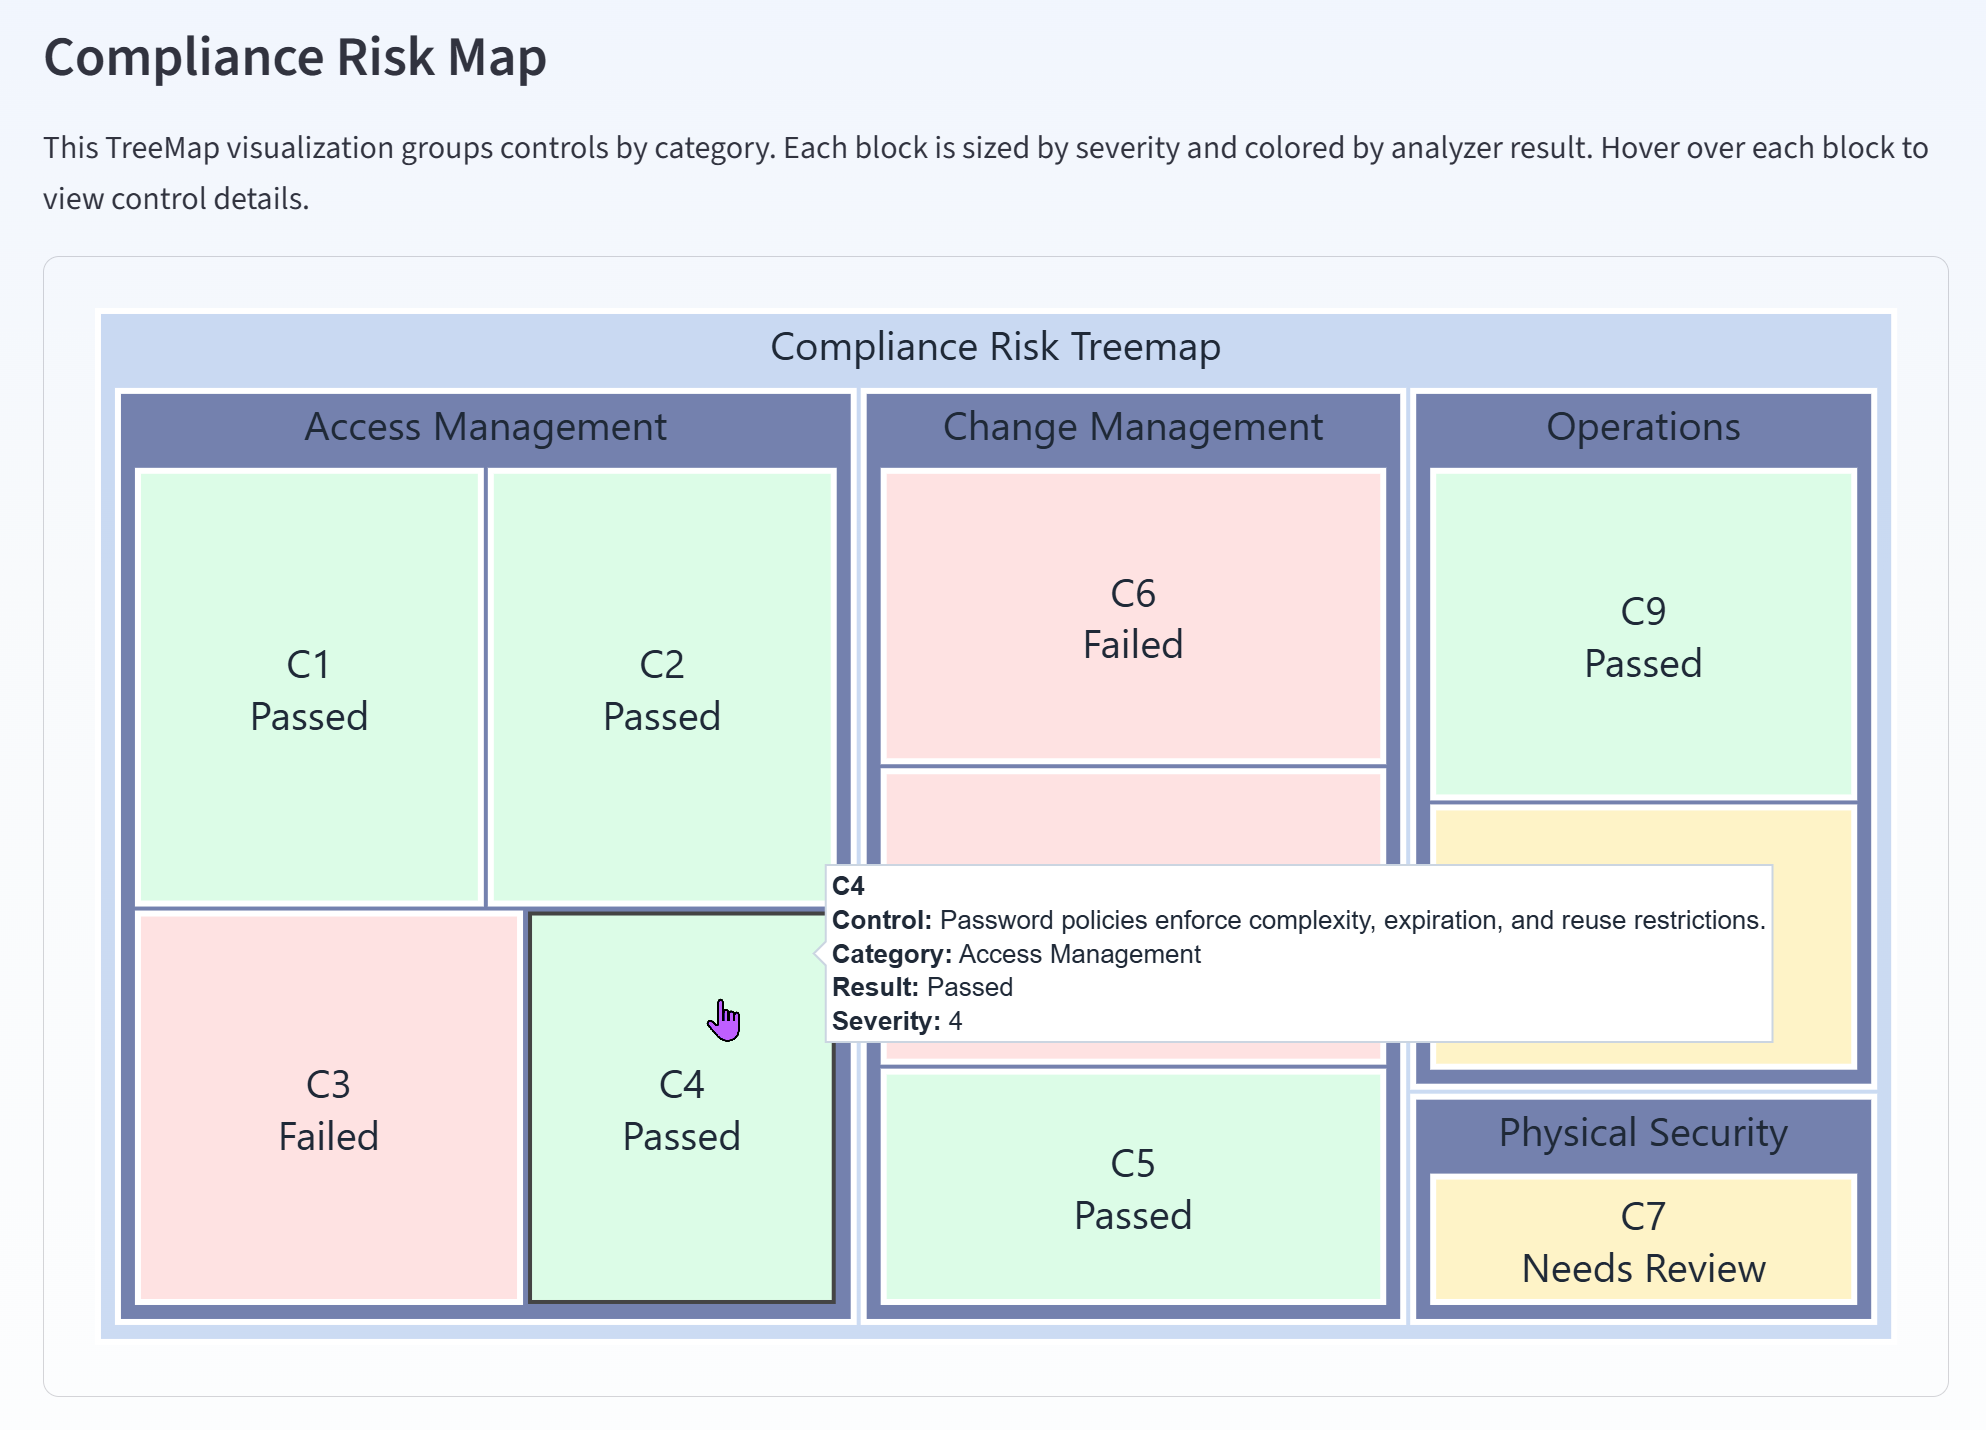 Compliance Risk Map
This TreeMap visualization groups controls by category. Each block is sized by severity and colored by analyzer result. Hover over each block to
view control details.
Compliance Risk Treemap
Access Management
C1
Passed
C2
Passed
C3
Failed
C4
Passed
Change Management
C6
Failed
C5
Passed
Operations
C9
Passed
Physical Security
C7
Needs Review
C4
Control: Password policies enforce complexity, expiration, and reuse restrictions.
Category: Access Management
Result: Passed
Severity: 4